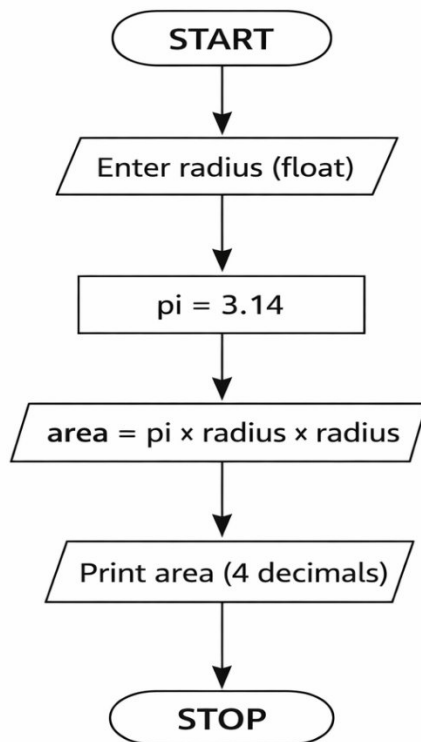 START
Enter radius (float)
pi = 3.14
area = pi × radius × radius
Print area (4 decimals)
STOP